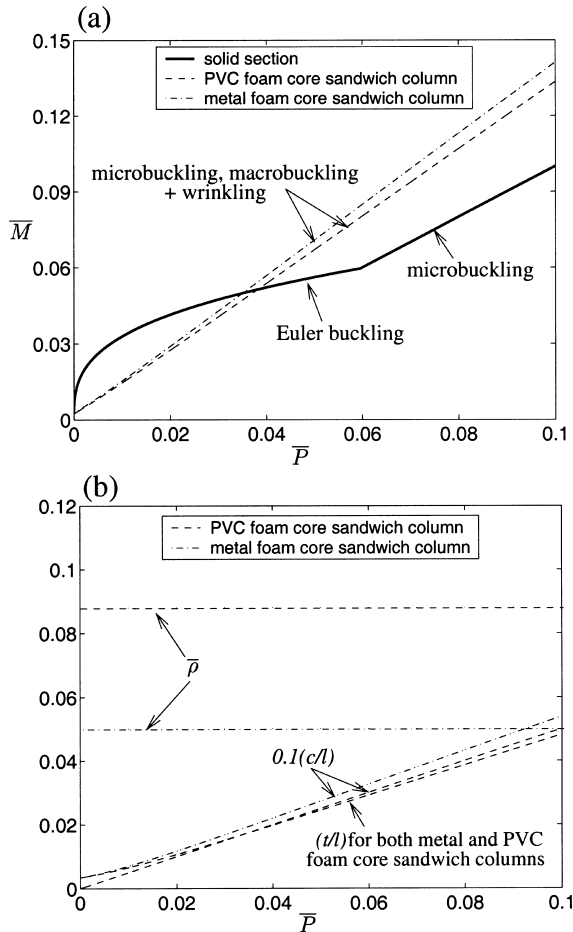 (a)
0.15
solid section
PVC foam core sandwich column
metal foam core sandwich column
0.12
microbuckling, macrobuckling
+ wrinkling
0.09
M̅
microbuckling
0.06
Euler buckling
0.03
0
0 0.02 0.04 0.06 0.08 0.1
P̅
(b)
0.12
PVC foam core sandwich column
metal foam core sandwich column
0.1
0.08
ρ̅
0.06
0.1(c/l)
0.04
(t/l) for both metal and PVC
foam core sandwich columns
0.02
0
0 0.02 0.04 0.06 0.08 0.1
P̅